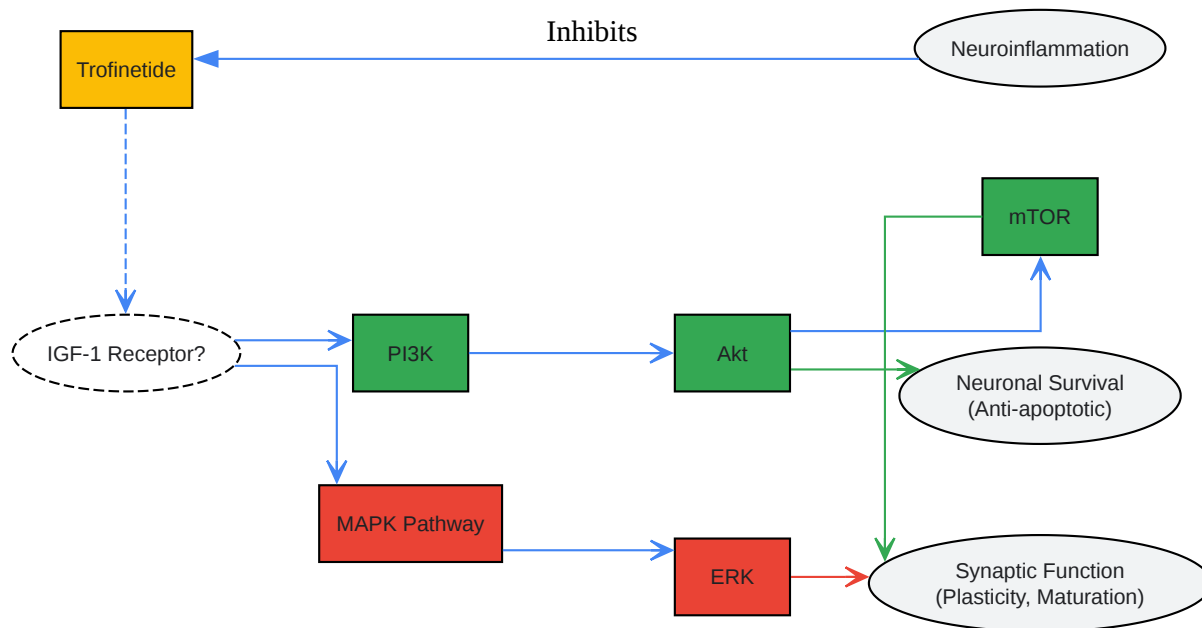 Inhibits
Neuroinflammation
Trofinetide
mTOR
IGF-1 Receptor?
PI3K
Akt
Neuronal Survival
(Anti-apoptotic)
MAPK Pathway
ERK
Synaptic Function
(Plasticity, Maturation)